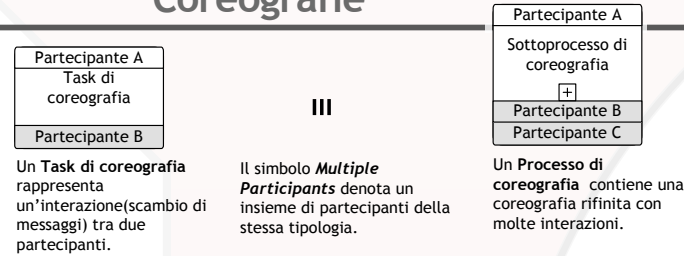 Coreografie
Partecipante A
Task di
coreografia
Partecipante B
Un Task di coreografia
rappresenta
un'interazione(scambio di
messaggi) tra due
partecipanti.
Il simbolo Multiple
Participants denota un
insieme di partecipanti della
stessa tipologia.
Partecipante A
Sottoprocesso di
coreografia
+
Partecipante B
Partecipante C
Un Processo di
coreografia contiene una
coreografia rifinita con
molte interazioni.